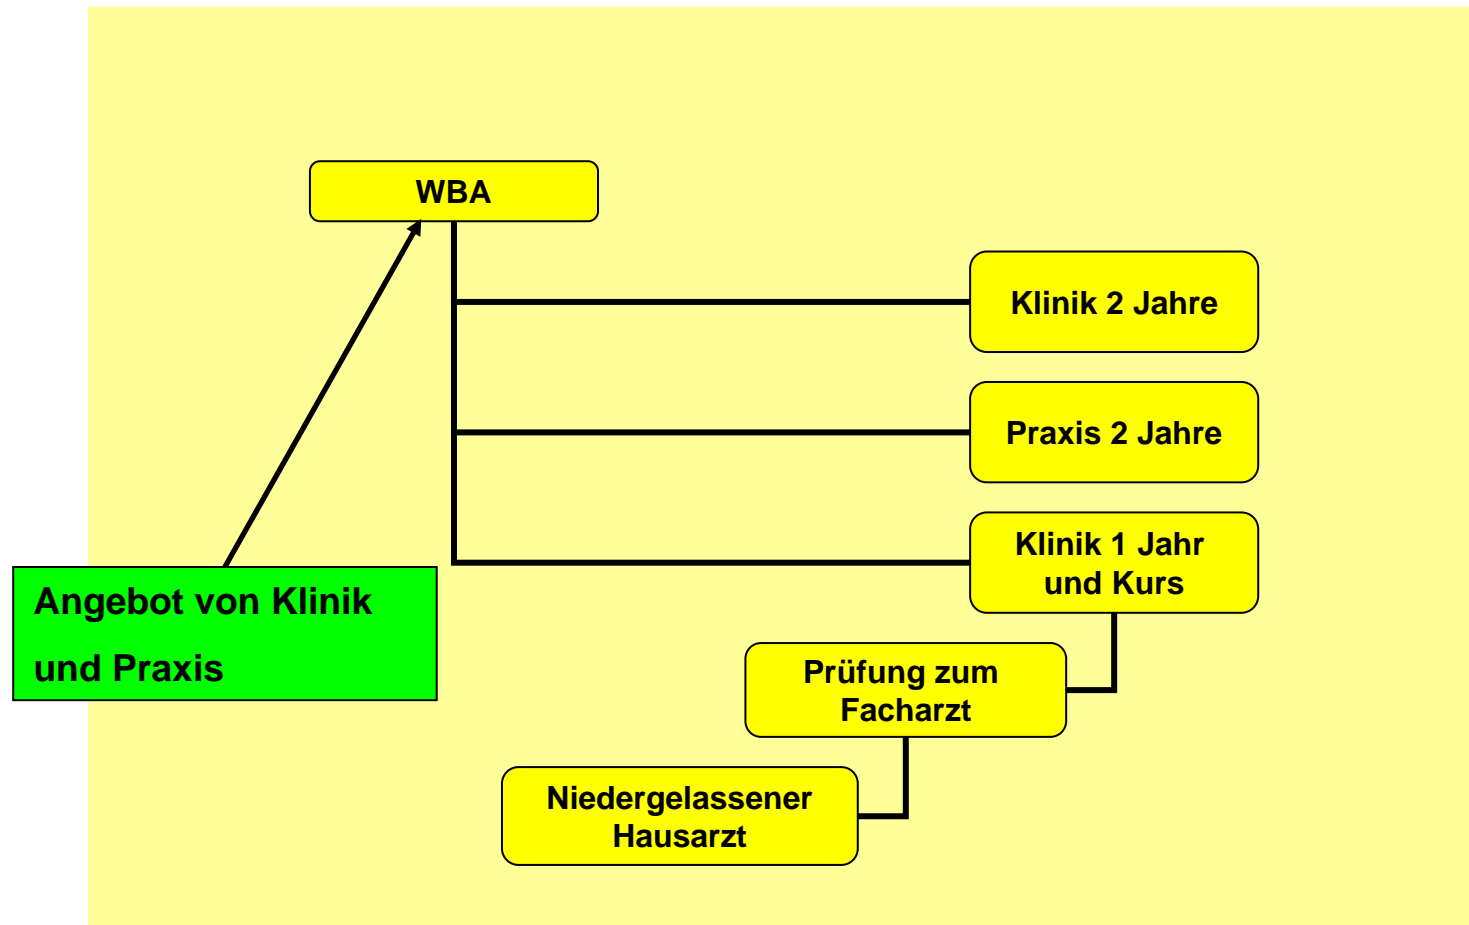 WBA
Klinik 2 Jahre
Praxis 2 Jahre
Klinik 1 Jahr
und Kurs
Angebot von Klinik
und Praxis
Prüfung zum
Facharzt
Niedergelassener
Hausarzt